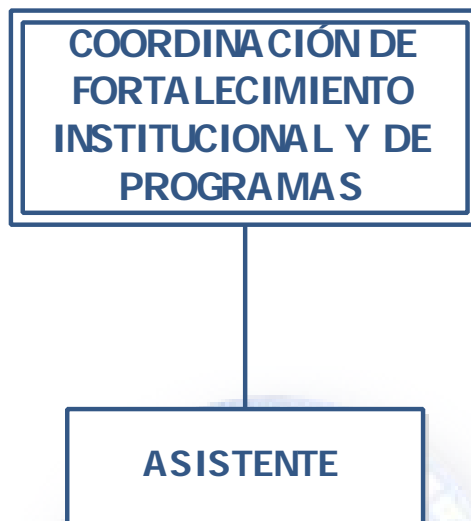 COORDINACIÓN DE
FORTALECIMIENTO
INSTITUCIONAL Y DE
PROGRAMAS
ASISTENTE